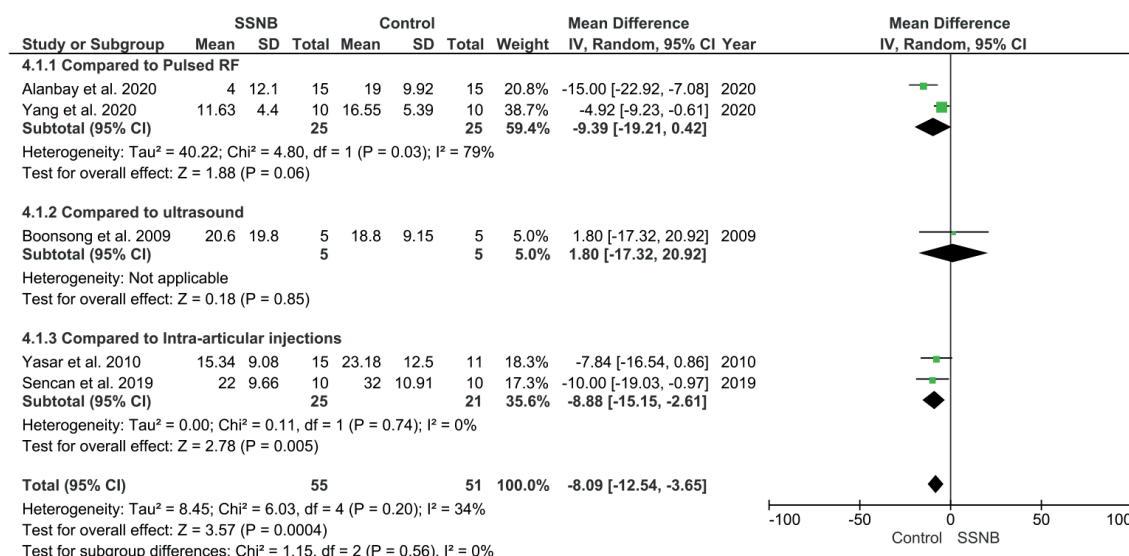 SSNB Control Mean Difference Mean Difference
Study or Subgroup Mean SD Total Mean SD Total Weight IV, Random, 95% CI Year IV, Random, 95% CI
4.1.1 Compared to Pulsed RF
Alanbay et al. 2020 4 12.1 15 19 9.92 15 20.8% -15.00 [-22.92, -7.08] 2020
Yang et al. 2020 11.63 4.4 10 16.55 5.39 10 38.7% -4.92 [-9.23, -0.61] 2020
Subtotal (95% CI) 25 25 59.4% -9.39 [-19.21, 0.42]
Heterogeneity: Tau² = 40.22; Chi² = 4.80, df = 1 (P = 0.03); I² = 79%
Test for overall effect: Z = 1.88 (P = 0.06)
4.1.2 Compared to ultrasound
Boonsong et al. 2009 20.6 19.8 5 18.8 9.15 5 5.0% 1.80 [-17.32, 20.92] 2009
Subtotal (95% CI) 5 5 5.0% 1.80 [-17.32, 20.92]
Heterogeneity: Not applicable
Test for overall effect: Z = 0.18 (P = 0.85)
4.1.3 Compared to Intra-articular injections
Yasar et al. 2010 15.34 9.08 15 23.18 12.5 11 18.3% -7.84 [-16.54, 0.86] 2010
Sencan et al. 2019 22 9.66 10 32 10.91 10 17.3% -10.00 [-19.03, -0.97] 2019
Subtotal (95% CI) 25 21 35.6% -8.88 [-15.15, -2.61]
Heterogeneity: Tau² = 0.00; Chi² = 0.11, df = 1 (P = 0.74); I² = 0%
Test for overall effect: Z = 2.78 (P = 0.005)
Total (95% CI) 55 51 100.0% -8.09 [-12.54, -3.65]
Heterogeneity: Tau² = 8.45; Chi² = 6.03, df = 4 (P = 0.20); I² = 34%
Test for overall effect: Z = 3.57 (P = 0.0004)
Test for subgroup differences: Chi² = 1.15, df = 2 (P = 0.56), I² = 0%
-100 -50 0 50 100
Control SSNB